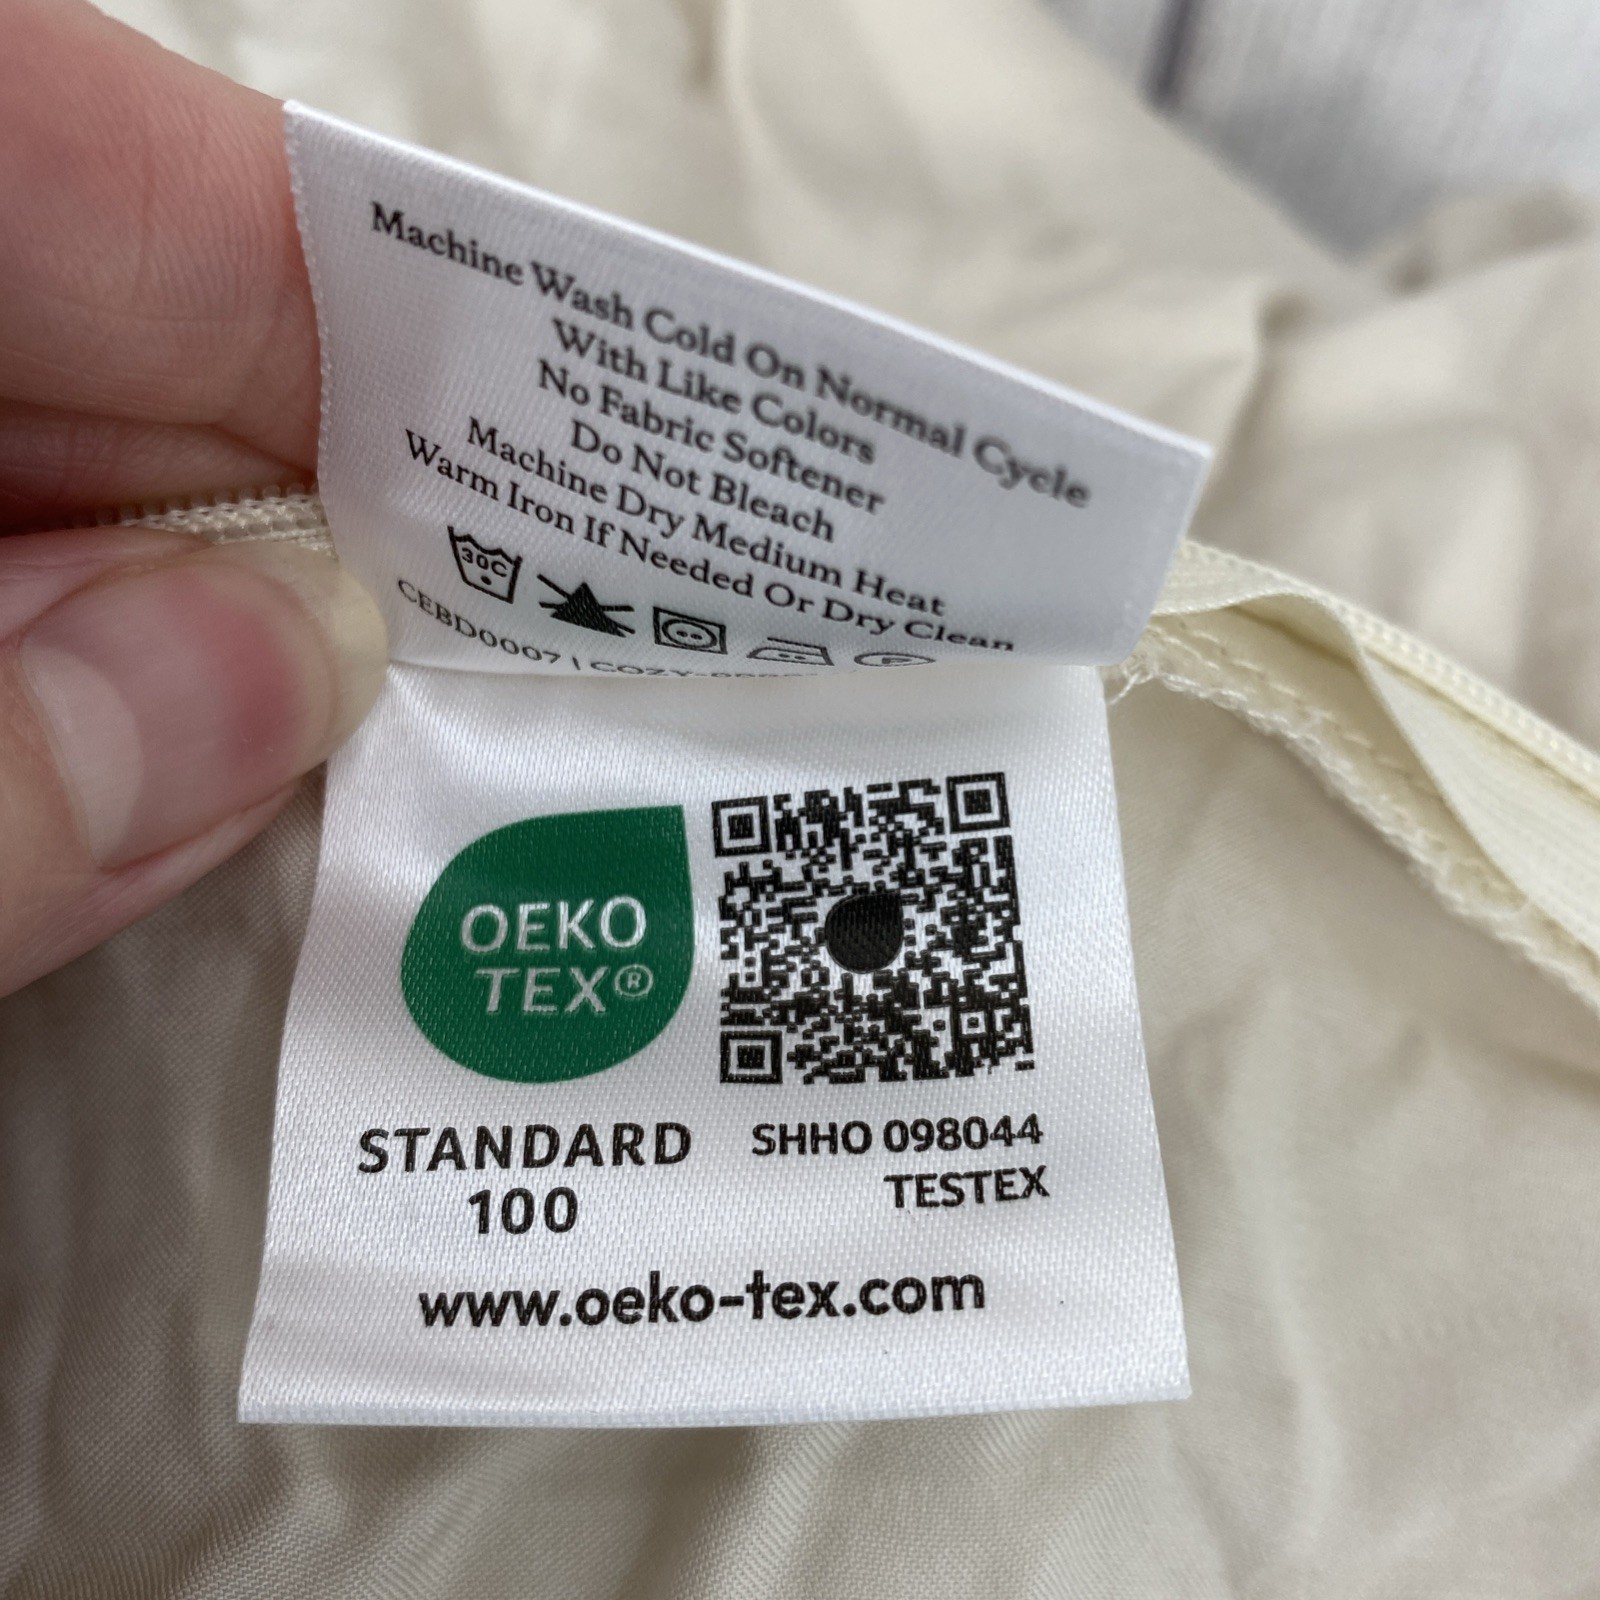 Machine Wash Cold On Normal Cycle
With Like Colors
No Fabric Softener
Do Not Bleach
Machine Dry Medium Heat
Warm Iron If Needed Or Dry Clean
30C
P
CEBD0007 |
OEKO
TEX®
STANDARD
100
SHHO 098044
TESTEX
www.oeko-tex.com